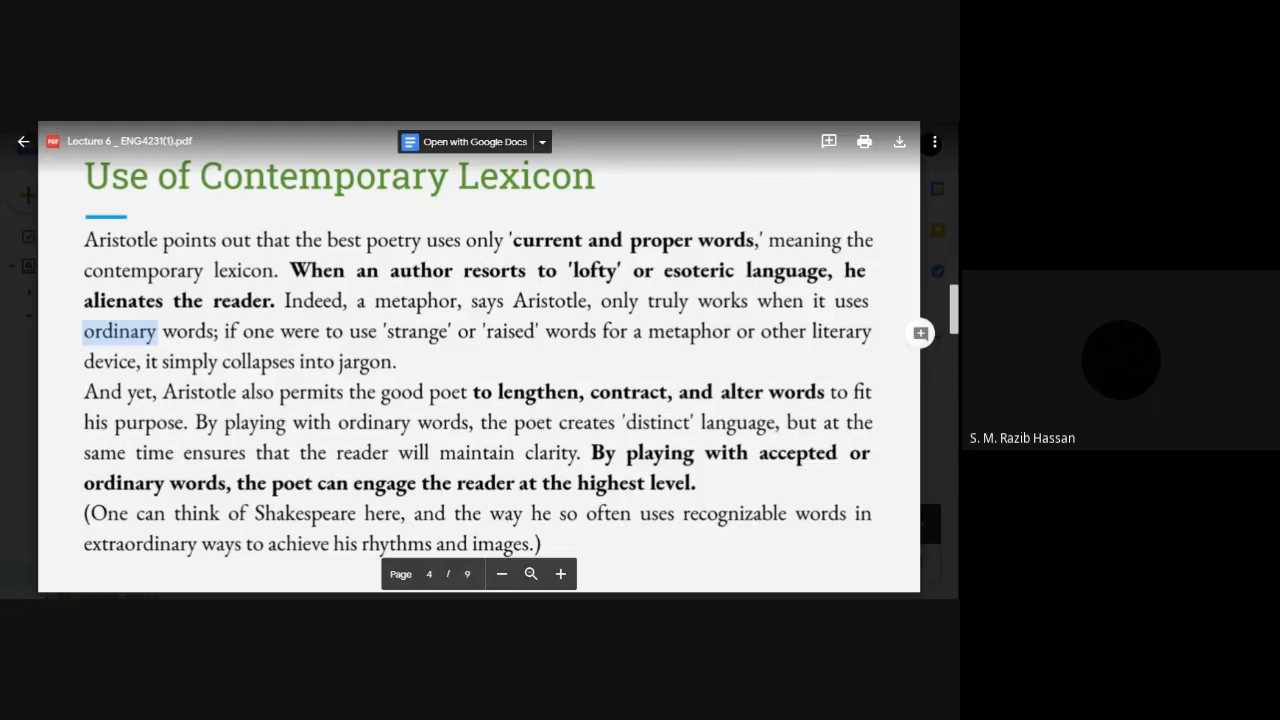 Lecture 6 _ ENG4231(1).pdf
Open with Google Docs
Use of Contemporary Lexicon
Aristotle points out that the best poetry uses only 'current and proper words,' meaning the
contemporary lexicon. When an author resorts to 'lofty' or esoteric language, he
alienates the reader. Indeed, a metaphor, says Aristotle, only truly works when it uses
ordinary words; if one were to use 'strange' or 'raised' words for a metaphor or other literary
device, it simply collapses into jargon.
And yet, Aristotle also permits the good poet to lengthen, contract, and alter words to fit
his purpose. By playing with ordinary words, the poet creates 'distinct' language, but at the
same time ensures that the reader will maintain clarity. By playing with accepted or
ordinary words, the poet can engage the reader at the highest level.
(One can think of Shakespeare here, and the way he so often uses recognizable words in
extraordinary ways to achieve his rhythms and images.)
Page 4 / 9
S. M. Razib Hassan